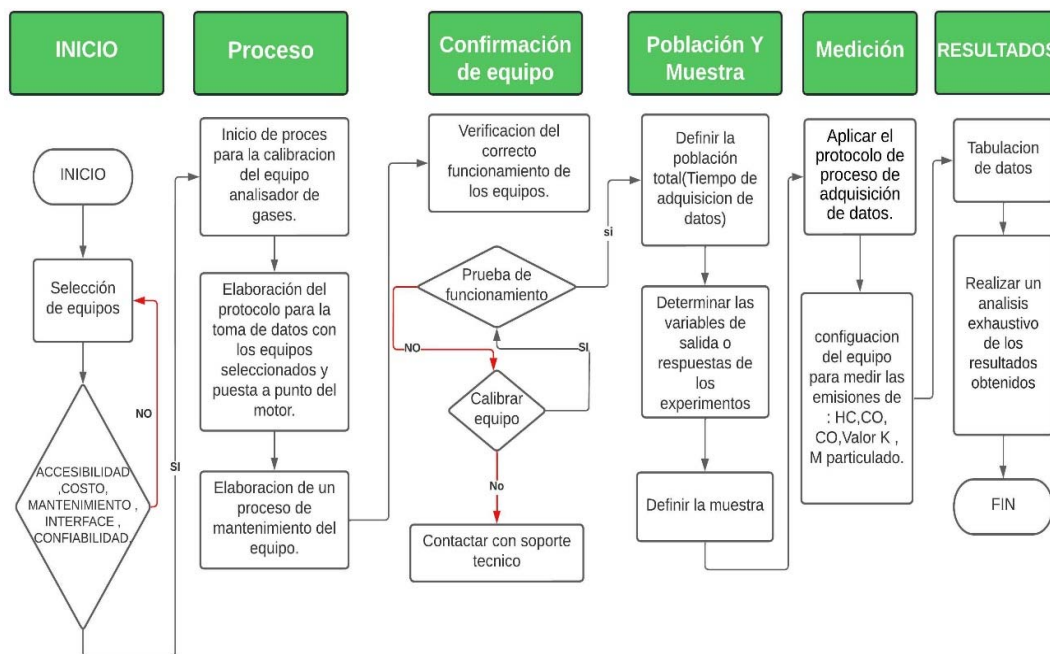 INICIO
Proceso
Confirmación
de equipo
Población Y
Muestra
Medición
RESULTADOS
INICIO
Selección
de equipos
NO
ACCESIBILIDAD
,COSTO,
MANTENIMIENTO ,
INTERFACE ,
CONFIABILIDAD.
SI
Inicio de proces
para la calibracion
del equipo
analisador de
gases.
Elaboración del
protocolo para la
toma de datos con
los equipos
seleccionados y
puesta a punto del
motor.
Elaboracion de un
proceso de
mantenimiento del
equipo.
Verificacion del
correcto
funcionamiento de
los equipos.
Prueba de
funcionamiento
si
NO
SI
Calibrar
equipo
No
Contactar con soporte
tecnico
Definir la
población
total(Tiempo de
adquisicion de
datos)
Determinar las
variables de
salida o
respuestas de
los
experimentos
Definir la muestra
Aplicar el
protocolo de
proceso de
adquisición
de datos.
configuacion
del equipo
para medir las
emisiones de
: HC,CO,
CO,Valor K ,
M particulado.
Tabulacion
de datos
Realizar un
analisis
exhaustivo
de los
resultados
obtenidos
FIN